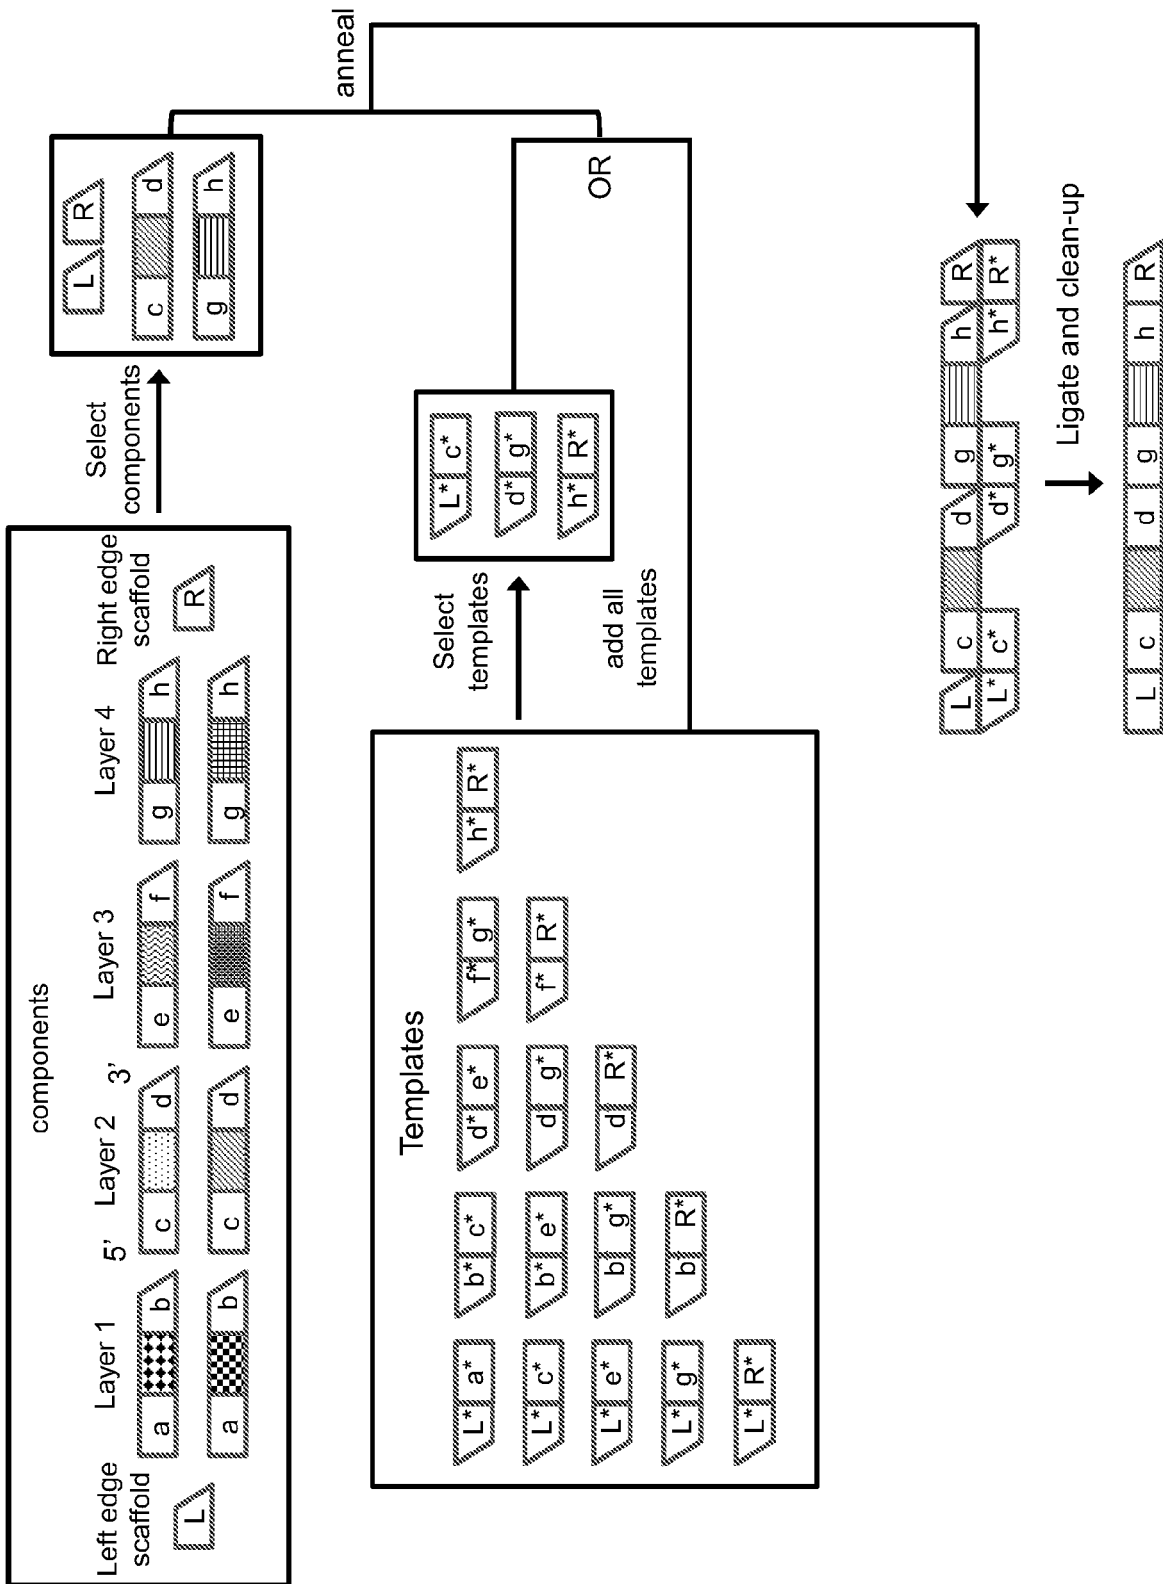 components
Left edge
scaffold
Layer 1
Layer 2
Layer 3
Layer 4
Right edge
scaffold
5'
3'
L
a b
c d
e f
g h
R
a b
c d
e f
g h
Select
components
L R
c d
g h
anneal
Templates
L* a*
b* c*
d* e*
f* g*
h* R*
L* c*
b* e*
d g*
f* R*
L* e*
b g*
d R*
L* g*
b R*
L* R*
Select
templates
L* c*
d* g*
h* R*
add all
templates
OR
L c d g h R
L* c* d* g* h* R*
Ligate and clean-up
L c d g h R